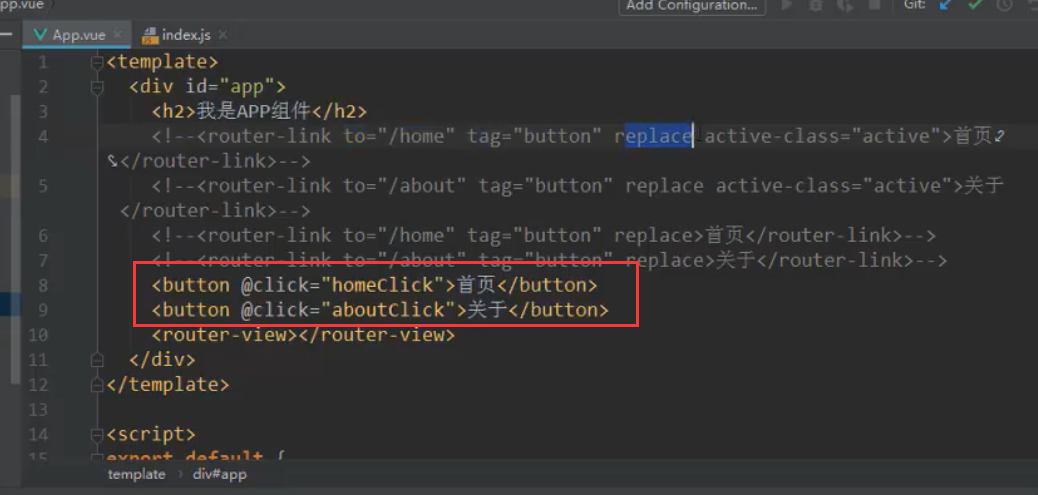 pp.vue
Add Configuration...
Git:
App.vue
index.js
1 <template>
2 <div id="app">
3 <h2>我是APP组件</h2>
4 <!--<router-link to="/home" tag="button" replace active-class="active">首页
</router-link>-->
5 <!--<router-link to="/about" tag="button" replace active-class="active">关于
</router-link>-->
6 <!--<router-link to="/home" tag="button" replace>首页</router-link>-->
7 <!--<router-link to="/about" tag="button" replace>关于</router-link>-->
8 <button @click="homeClick">首页</button>
9 <button @click="aboutClick">关于</button>
10 <router-view></router-view>
11 </div>
12 </template>
13
14 <script>
15 export default {
template div#app